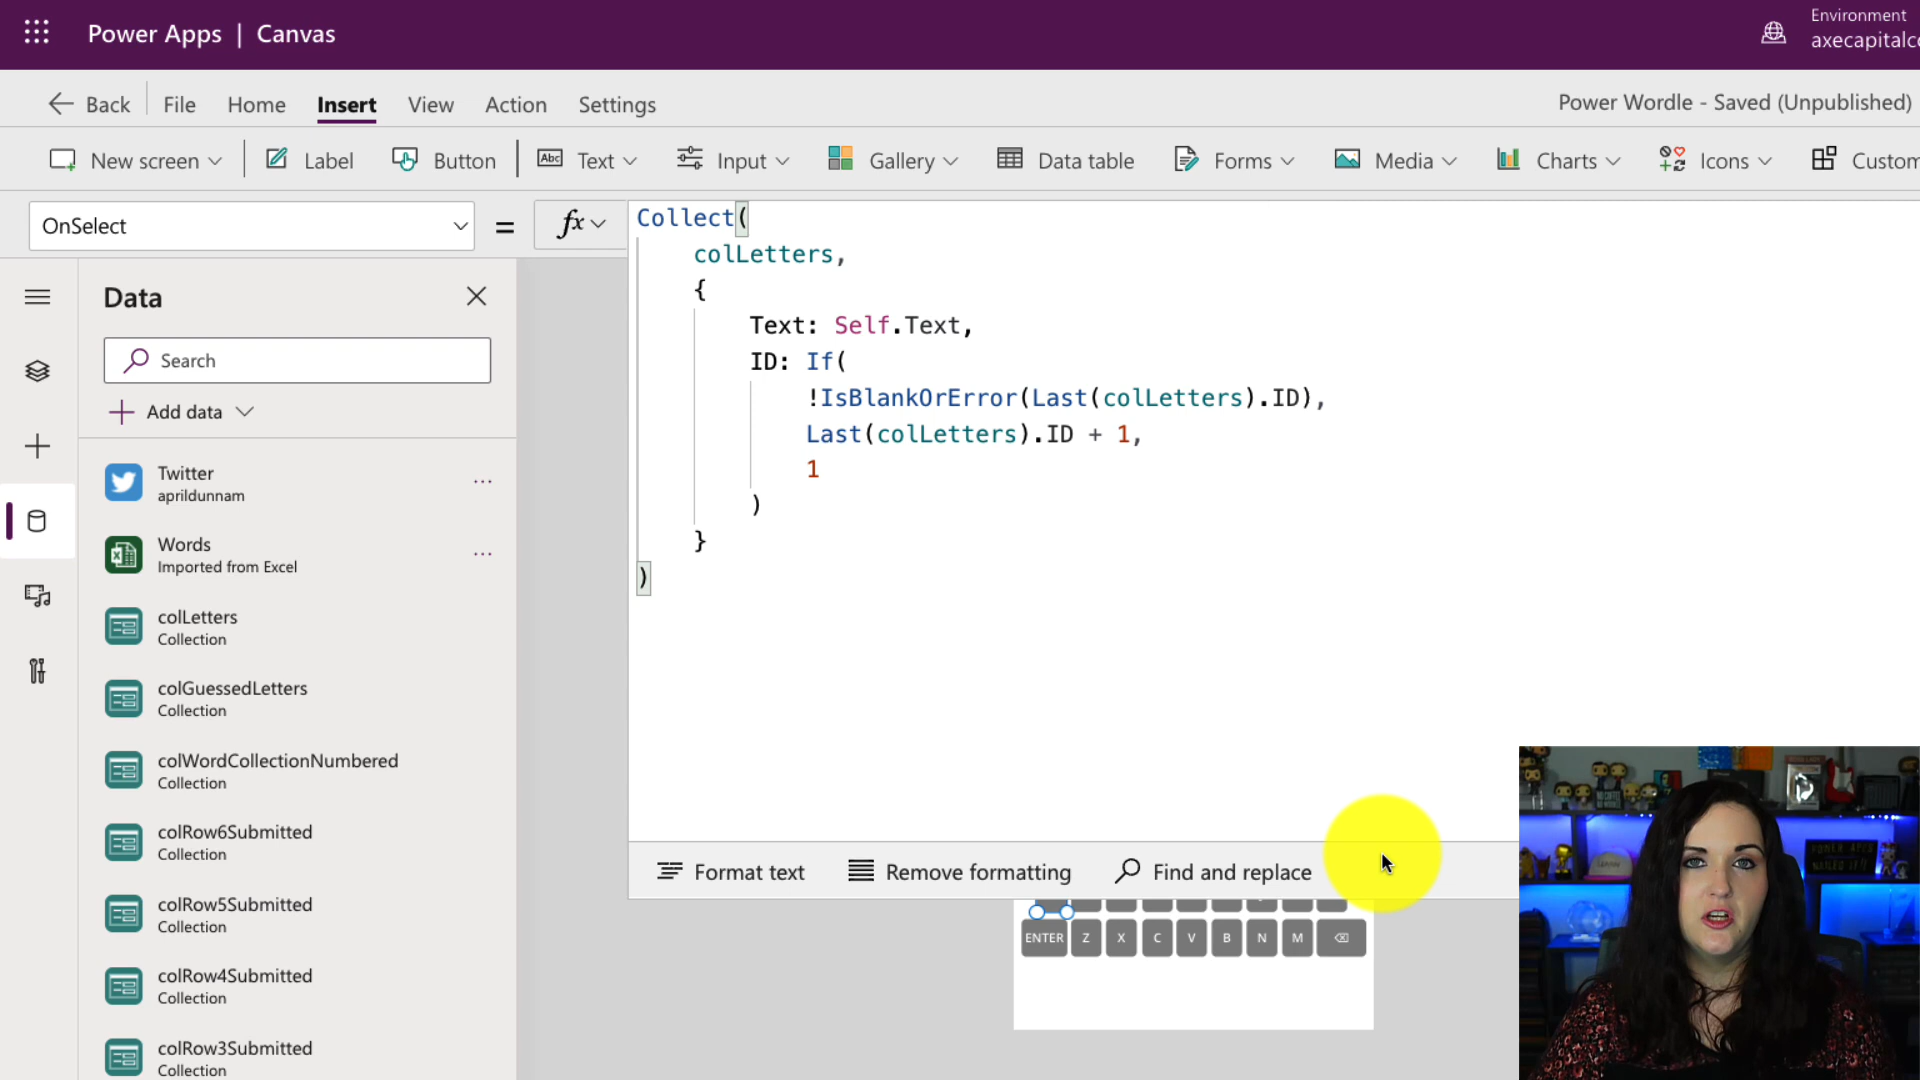 Power Apps | Canvas
Environment
axecapitalco
Back
File
Home
Insert
View
Action
Settings
Power Wordle - Saved (Unpublished)
New screen
Label
Button
Abc
Text
Input
Gallery
Data table
Forms
Media
Charts
Icons
Custom
OnSelect
=
fx
Collect(
colLetters,
{
Text: Self.Text,
ID: If(
!IsBlankOrError(Last(colLetters).ID),
Last(colLetters).ID + 1,
1
)
}
)
Data
Search
Add data
Twitter
aprildunnam
...
Words
Imported from Excel
...
colLetters
Collection
colGuessedLetters
Collection
colWordCollectionNumbered
Collection
colRow6Submitted
Collection
colRow5Submitted
Collection
colRow4Submitted
Collection
colRow3Submitted
Collection
Format text
Remove formatting
Find and replace
ENTER
Z
X
C
V
B
N
M